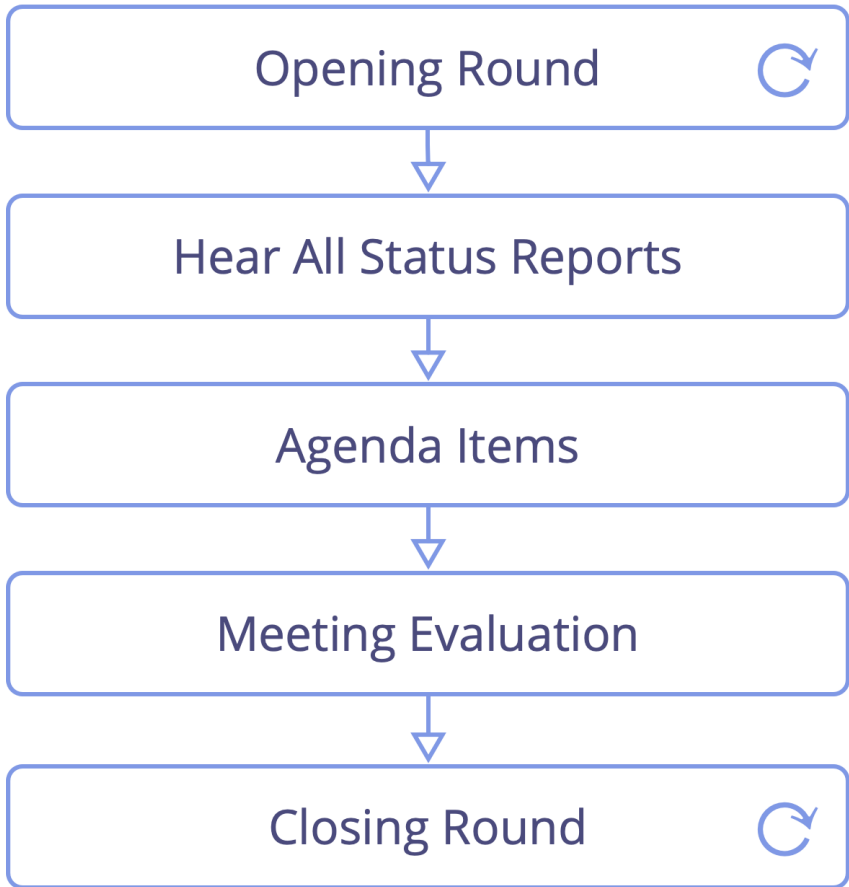 Opening Round
Hear All Status Reports
Agenda Items
Meeting Evaluation
Closing Round